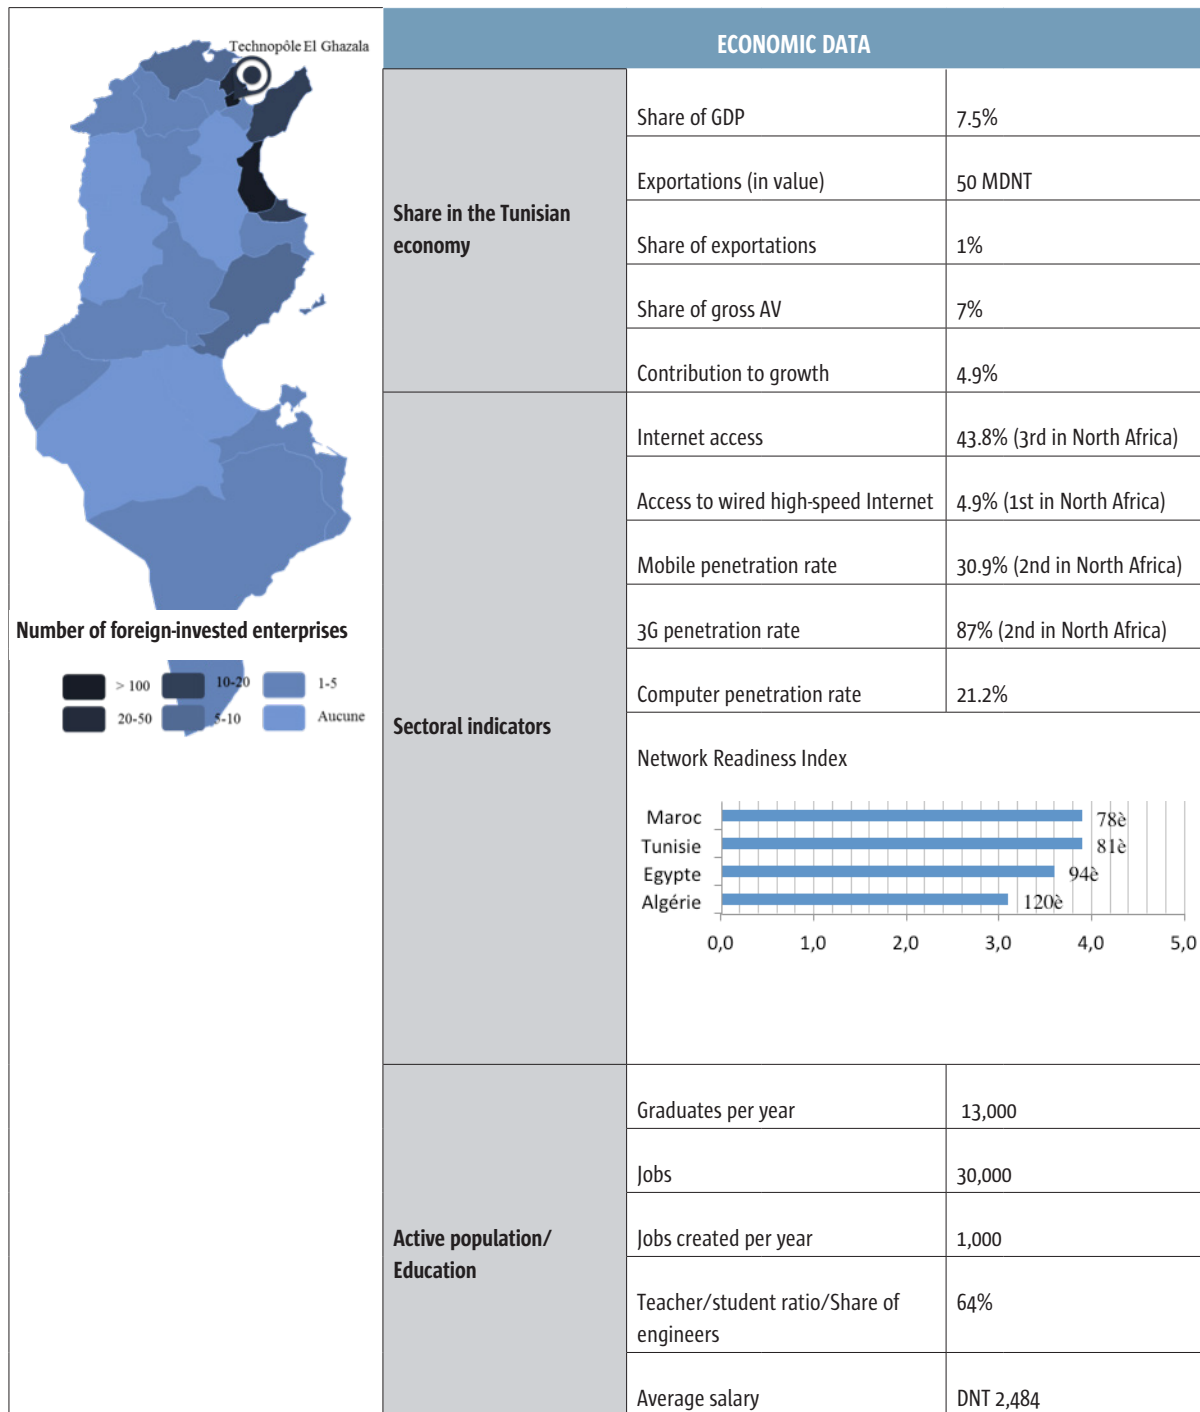 Technopôle El Ghazala
Number of foreign-invested enterprises
> 100
10-20
1-5
20-50
5-10
Aucune
ECONOMIC DATA
Share in the Tunisian
economy
Share of GDP
7.5%
Exportations (in value)
50 MDNT
Share of exportations
1%
Share of gross AV
7%
Contribution to growth
4.9%
Sectoral indicators
Internet access
43.8% (3rd in North Africa)
Access to wired high-speed Internet
4.9% (1st in North Africa)
Mobile penetration rate
30.9% (2nd in North Africa)
3G penetration rate
87% (2nd in North Africa)
Computer penetration rate
21.2%
Network Readiness Index
Maroc
78è
Tunisie
81è
Egypte
94è
Algérie
120è
0,0 1,0 2,0 3,0 4,0 5,0
Active population/
Education
Graduates per year
13,000
Jobs
30,000
Jobs created per year
1,000
Teacher/student ratio/Share of
engineers
64%
Average salary
DNT 2,484